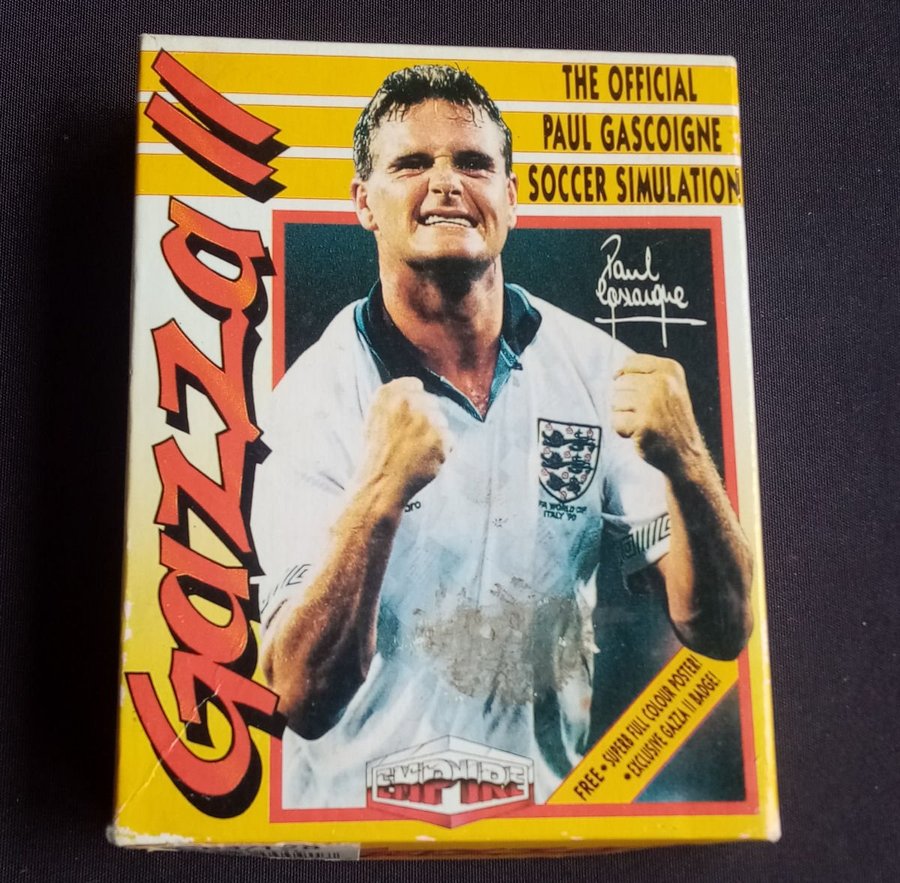 Gazza II
THE OFFICIAL
PAUL GASCOIGNE
SOCCER SIMULATION
Paul
Gascoigne
WORLD CUP
ITALY '90
FREE • SUPERB FULL COLOUR POSTER!
• EXCLUSIVE GAZZA II BADGE!
EMPIRE